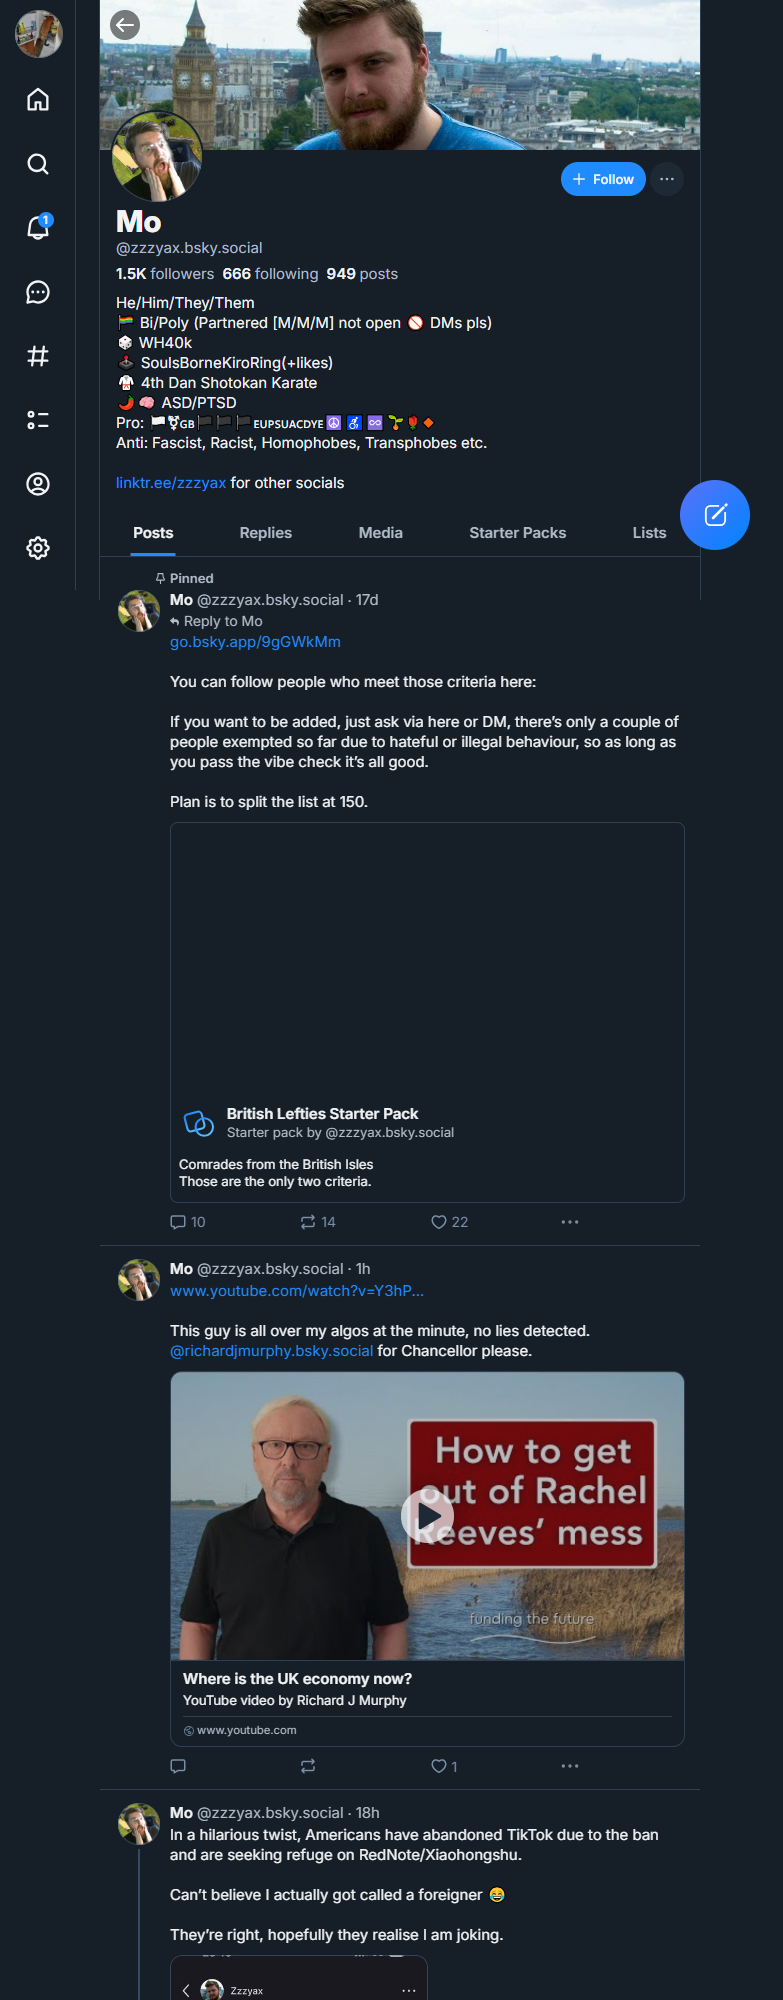 1
+ Follow
Mo
@zzzyax.bsky.social
1.5K followers 666 following 949 posts
He/Him/They/Them
🏳️‍🌈 Bi/Poly (Partnered [M/M/M] not open 🚫 DMs pls)
🎲 WH40k
🕹️ SoulsBorneKiroRing(+likes)
🥋 4th Dan Shotokan Karate
🌶️🧠 ASD/PTSD
Pro: 🏳️‍⚧️GB🏴🏴🏴EUPSUACDYE☮️♿♾️🌱🌹🔸
Anti: Fascist, Racist, Homophobes, Transphobes etc.
linktr.ee/zzzyax for other socials
Posts Replies Media Starter Packs Lists
Pinned
Mo @zzzyax.bsky.social · 17d
Reply to Mo
go.bsky.app/9gGWkMm
You can follow people who meet those criteria here:
If you want to be added, just ask via here or DM, there's only a couple of
people exempted so far due to hateful or illegal behaviour, so as long as
you pass the vibe check it's all good.
Plan is to split the list at 150.
British Lefties Starter Pack
Starter pack by @zzzyax.bsky.social
Comrades from the British Isles
Those are the only two criteria.
10 14 22
Mo @zzzyax.bsky.social · 1h
www.youtube.com/watch?v=Y3hP...
This guy is all over my algos at the minute, no lies detected.
@richardjmurphy.bsky.social for Chancellor please.
How to get
out of Rachel
Reeves' mess
funding the future
Where is the UK economy now?
YouTube video by Richard J Murphy
www.youtube.com
1
Mo @zzzyax.bsky.social · 18h
In a hilarious twist, Americans have abandoned TikTok due to the ban
and are seeking refuge on RedNote/Xiaohongshu.
Can't believe I actually got called a foreigner 😂
They're right, hopefully they realise I am joking.
Zzzyax